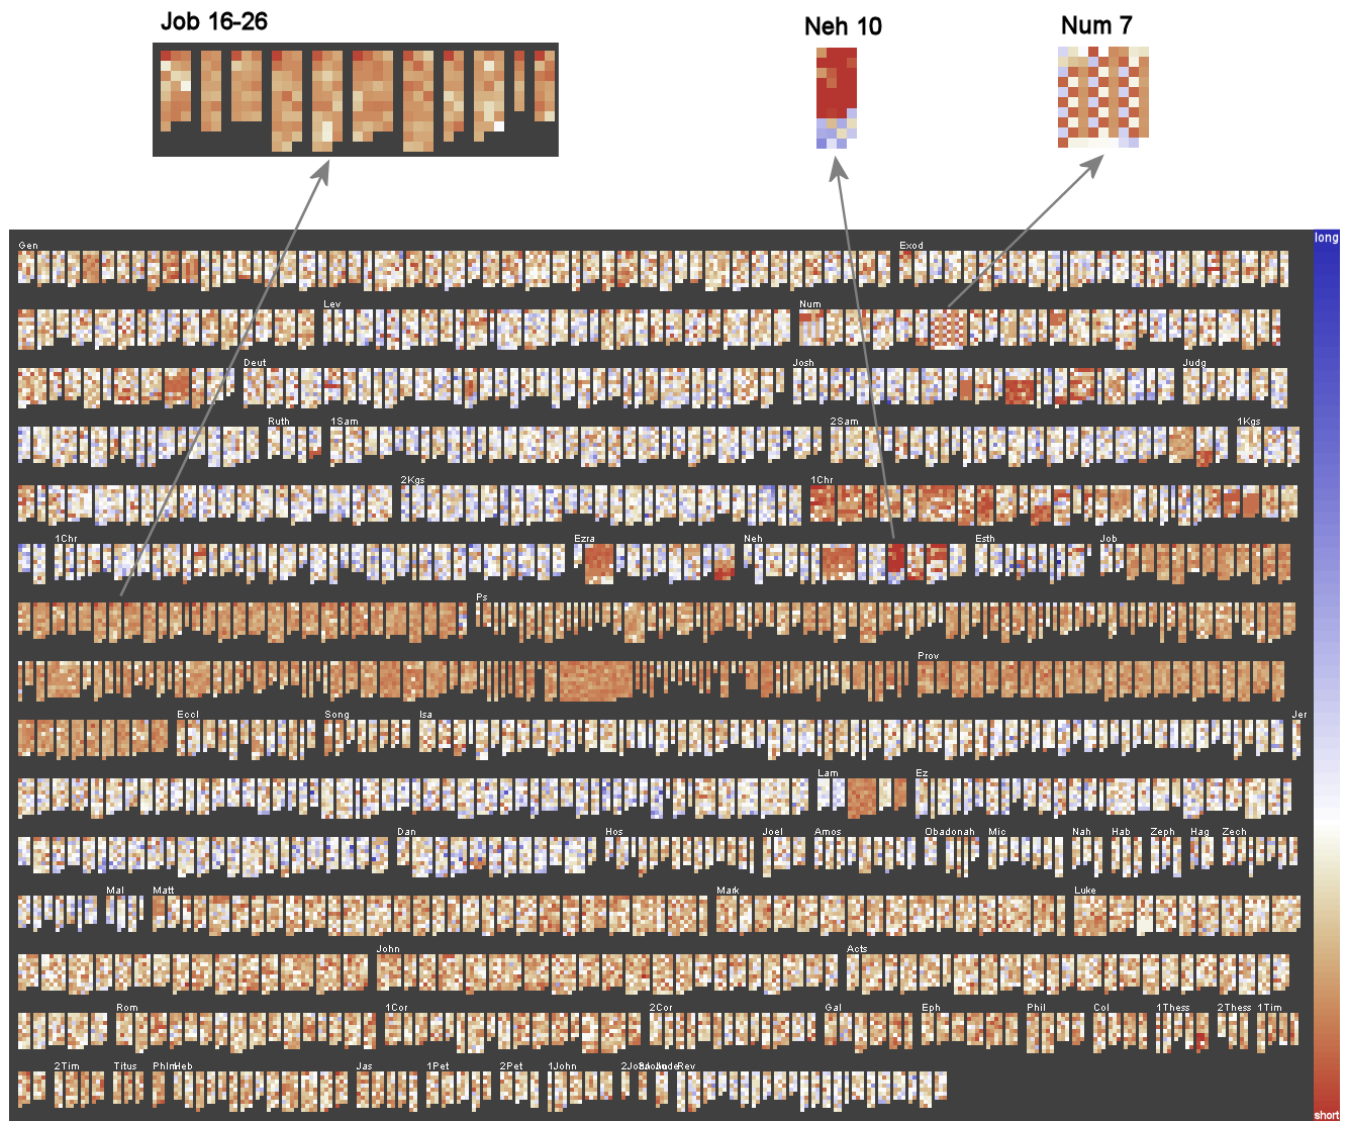 Job 16-26
Neh 10
Num 7
long
Gen Exod
Lev Num
Deut Josh Judg
Ruth 1Sam 2Sam 1Kgs
2Kgs 1Chr
1Chr Ezra Neh Esth Job
Ps
Prov
Eccl Song Isa Jer
Lam Ez
Dan Hos Joel Amos Obadonah Mic Nah Hab Zeph Hag Zech
Mal Matt Mark Luke
John Acts
Rom 1Cor 2Cor Gal Eph Phil Col 1Thess 2Thess 1Tim
2Tim Titus Phlm Heb Jas 1Pet 2Pet 1John Rev
short